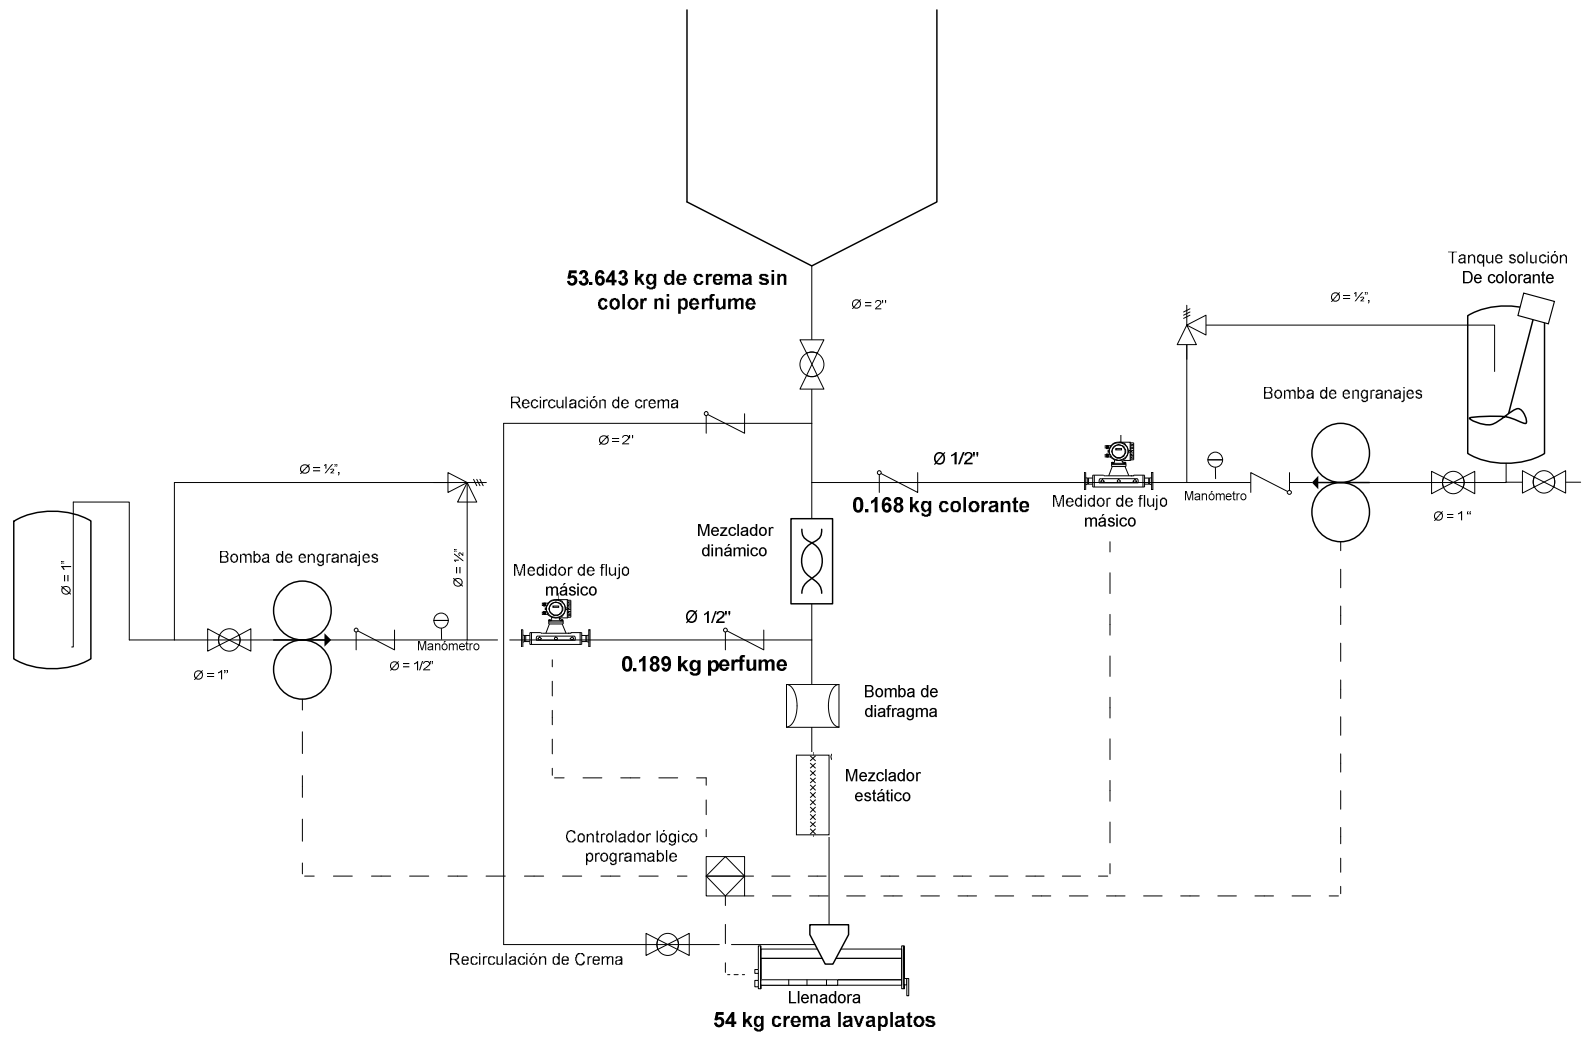 53.643 kg de crema sin
color ni perfume
Ø = 2"
Tanque solución
De colorante
Ø = ½",
Bomba de engranajes
Recirculación de crema
Ø = 2"
Ø 1/2"
0.168 kg colorante
Medidor de flujo
másico
Manómetro
Ø = 1"
Ø = ½",
Ø = 1"
Bomba de engranajes
Ø = ½"
Ø = 1"
Ø = 1/2"
Manómetro
Medidor de flujo
másico
Mezclador
dinámico
Ø 1/2"
0.189 kg perfume
Bomba de
diafragma
Mezclador
estático
Controlador lógico
programable
Recirculación de Crema
Llenadora
54 kg crema lavaplatos